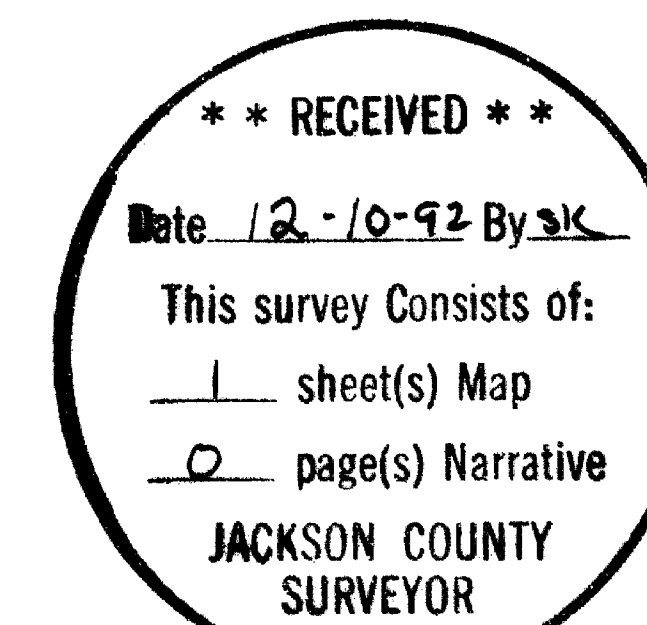 * * RECEIVED * *
Date 12-10-92 By SK
This survey Consists of:
1 sheet(s) Map
0 page(s) Narrative
JACKSON COUNTY
SURVEYOR